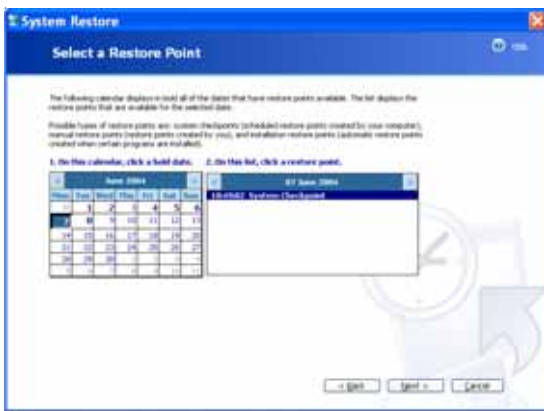 System Restore
Select a Restore Point
The following calendar displays in bold all of the dates that have restore points available. The list displays the
restore points that are available for the selected date.
Possible types of restore points are: system checkpoints (scheduled restore points created by your computer),
manual restore points (restore points created by you), and installation restore points (automatic restore points
created when certain programs are installed).
1. On this calendar, click a bold date. 2. On this list, click a restore point.
June 2004
07 June 2004
Mon Tue Wed Thu Fri Sat Sun
System Checkpoint
1 2 3 4 5 6
7 8 9 10 11 12 13
14 15 16 17 18 19 20
21 22 23 24 25 26 27
28 29 30
< Back Next > Cancel